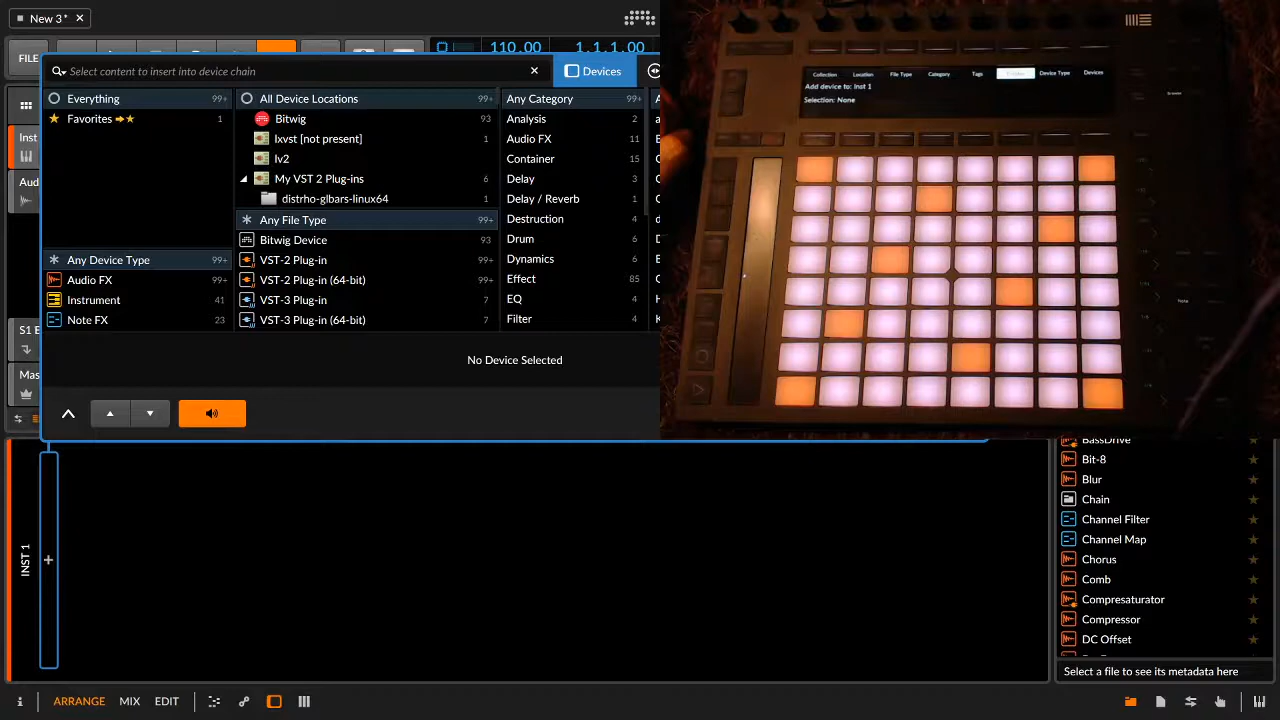 New 3*
FILE
110.00
1.1.1.00
Select content to insert into device chain
Devices
Everything 99+
Favorites 1
Any Device Type 99+
Audio FX 99+
Instrument 41
Note FX 23
All Device Locations 99+
Bitwig 93
lxvst [not present] 1
lv2
My VST 2 Plug-ins 6
distrho-glbars-linux64 1
Any File Type 99+
Bitwig Device 93
VST-2 Plug-in 99+
VST-2 Plug-in (64-bit) 99+
VST-3 Plug-in 7
VST-3 Plug-in (64-bit) 7
Any Category 99+
Analysis 2
Audio FX 11
Container 15
Delay 3
Delay / Reverb 1
Destruction 4
Drum 6
Dynamics 6
Effect 85
EQ 4
Filter 4
Inst
Aud
S1 E
Mas
No Device Selected
Collection Location File Type Category Tags Device Type Devices
Add device to: Inst 1
Selection: None
INST 1
BassDrive
Bit-8
Blur
Chain
Channel Filter
Channel Map
Chorus
Comb
Compresaturator
Compressor
DC Offset
Select a file to see its metadata here
ARRANGE MIX EDIT